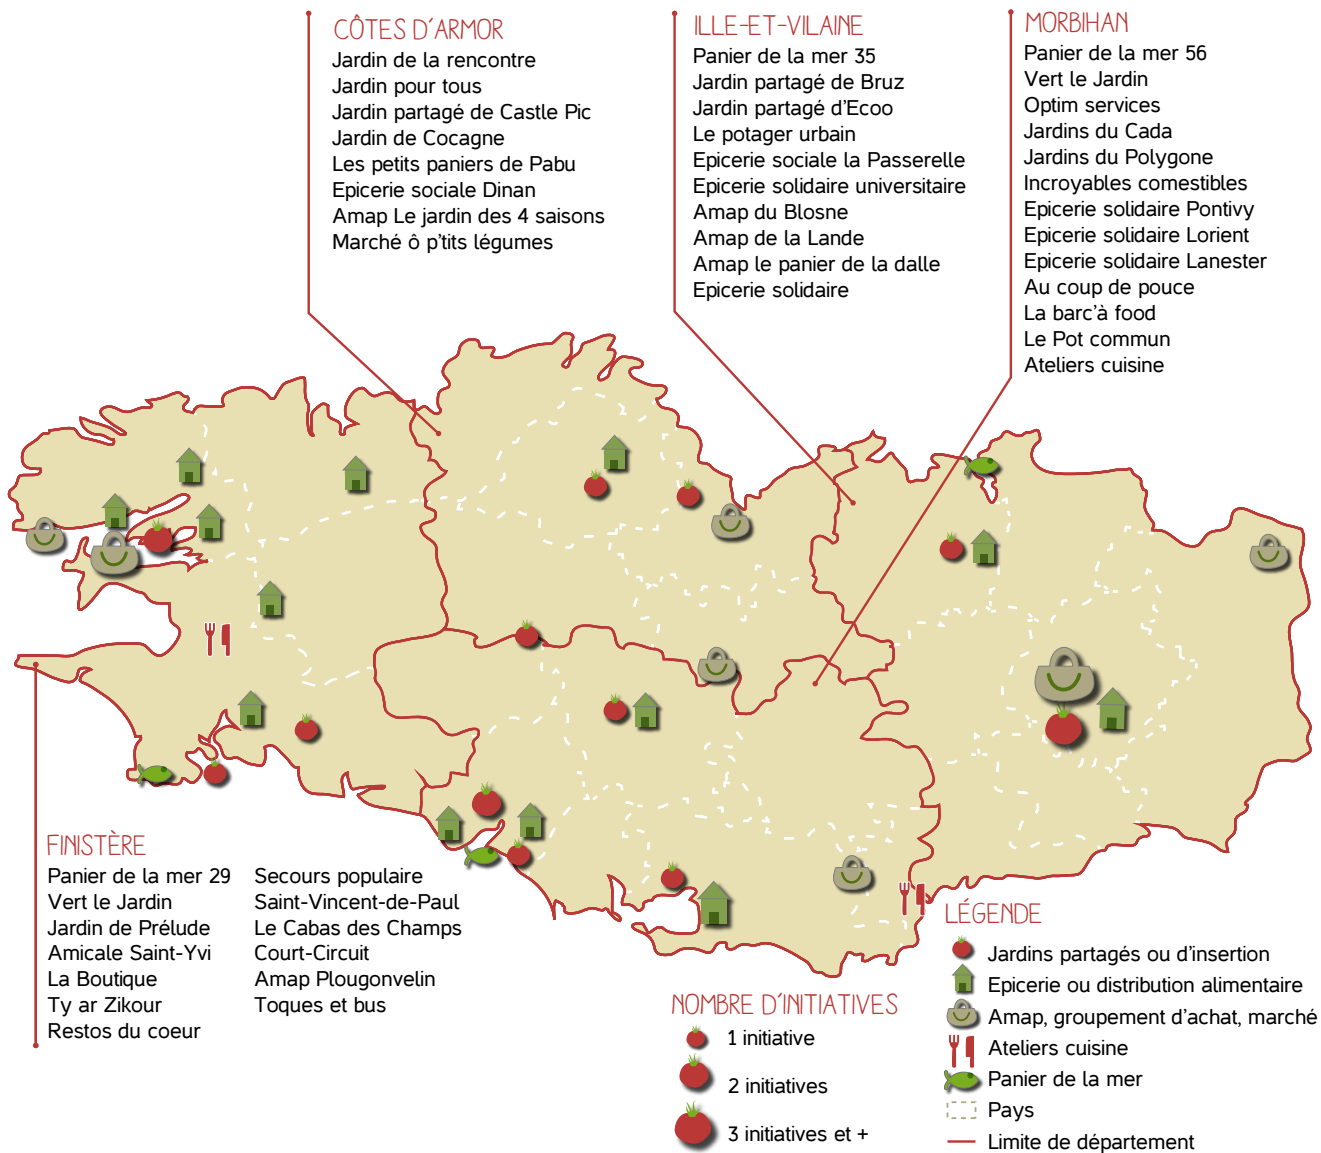 CÔTES D'ARMOR
Jardin de la rencontre
Jardin pour tous
Jardin partagé de Castle Pic
Jardin de Cocagne
Les petits paniers de Pabu
Epicerie sociale Dinan
Amap Le jardin des 4 saisons
Marché ô p'tits légumes
ILLE-ET-VILAINE
Panier de la mer 35
Jardin partagé de Bruz
Jardin partagé d'Ecoo
Le potager urbain
Epicerie sociale la Passerelle
Epicerie solidaire universitaire
Amap du Blosne
Amap de la Lande
Amap le panier de la dalle
Epicerie solidaire
MORBIHAN
Panier de la mer 56
Vert le Jardin
Optim services
Jardins du Cada
Jardins du Polygone
Incroyables comestibles
Epicerie solidaire Pontivy
Epicerie solidaire Lorient
Epicerie solidaire Lanester
Au coup de pouce
La barc'à food
Le Pot commun
Ateliers cuisine
FINISTÈRE
Panier de la mer 29
Vert le Jardin
Jardin de Prélude
Amicale Saint-Yvi
La Boutique
Ty ar Zikour
Restos du coeur
Secours populaire
Saint-Vincent-de-Paul
Le Cabas des Champs
Court-Circuit
Amap Plougonvelin
Toques et bus
NOMBRE D'INITIATIVES
1 initiative
2 initiatives
3 initiatives et +
LÉGENDE
Jardins partagés ou d'insertion
Epicerie ou distribution alimentaire
Amap, groupement d'achat, marché
Ateliers cuisine
Panier de la mer
Pays
Limite de département